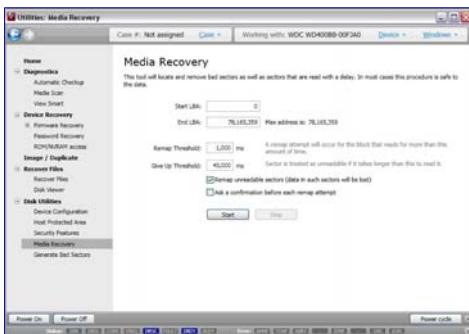 Utilities: Media Recovery
Case #: Not assigned Case Working with: WDC WD400BB-00FJA0 Device Windows
Home
Diagnostics
Automatic Checkup
Media Scan
View Smart
Device Recovery
Firmware Recovery
Password Recovery
ROM/NVRAM access
Image / Duplicate
Recover Files
Recover Files
Disk Viewer
Disk Utilities
Device Configuration
Host Protected Area
Security Features
Media Recovery
Generate Bad Sectors
Media Recovery
This tool will locate and remove bad sectors as well as sectors that are read with a delay. In most cases this procedure is safe to
the data.
Start LBA: 0
End LBA: 78,165,359 Max address is: 78,165,359
Remap Threshold: 1,000 ms A remap attempt will occur for the block that reads for more than this
amount of time.
Give Up Threshold: 40,000 ms Sector is treated as unreadable if it takes longer than this to read it.
Remap unreadable sectors (data in such sectors will be lost)
Ask a confirmation before each remap attempt
Start Stop
Power On Power Off Power cycle